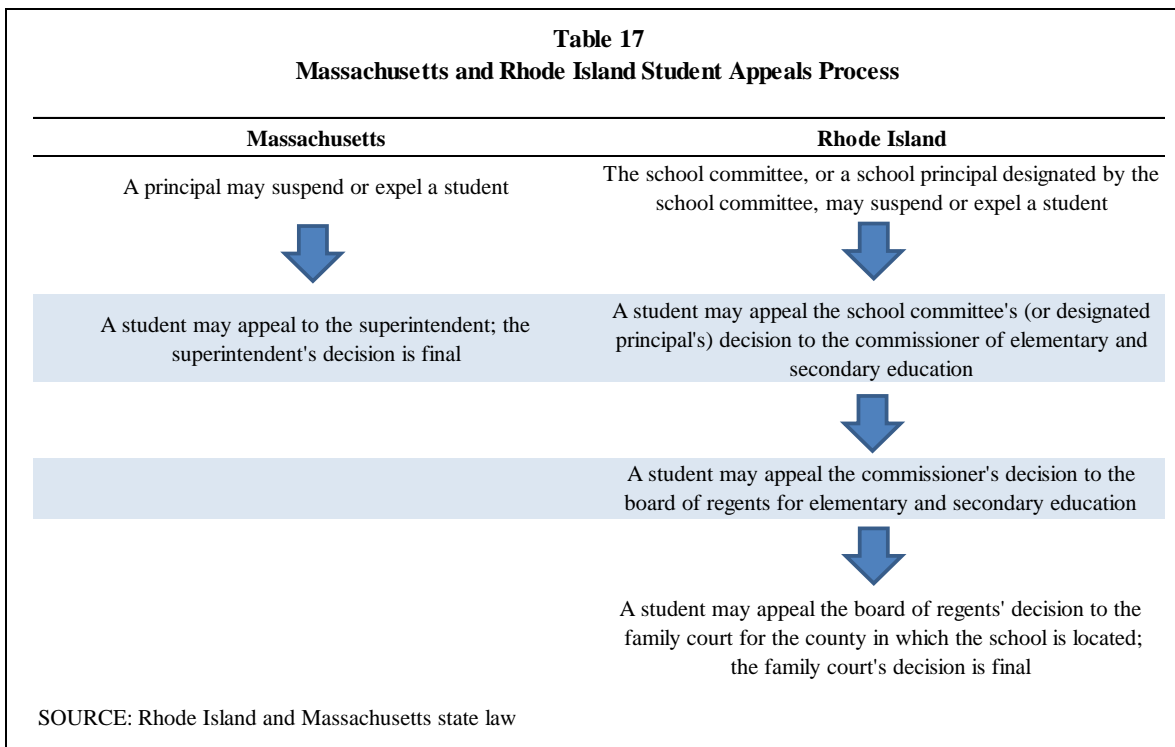 Table 17
Massachusetts and Rhode Island Student Appeals Process
Massachusetts
Rhode Island
A principal may suspend or expel a student
The school committee, or a school principal designated by the
school committee, may suspend or expel a student
A student may appeal to the superintendent; the
superintendent's decision is final
A student may appeal the school committee's (or designated
principal's) decision to the commissioner of elementary and
secondary education
A student may appeal the commissioner's decision to the
board of regents for elementary and secondary education
A student may appeal the board of regents' decision to the
family court for the county in which the school is located;
the family court's decision is final
SOURCE: Rhode Island and Massachusetts state law